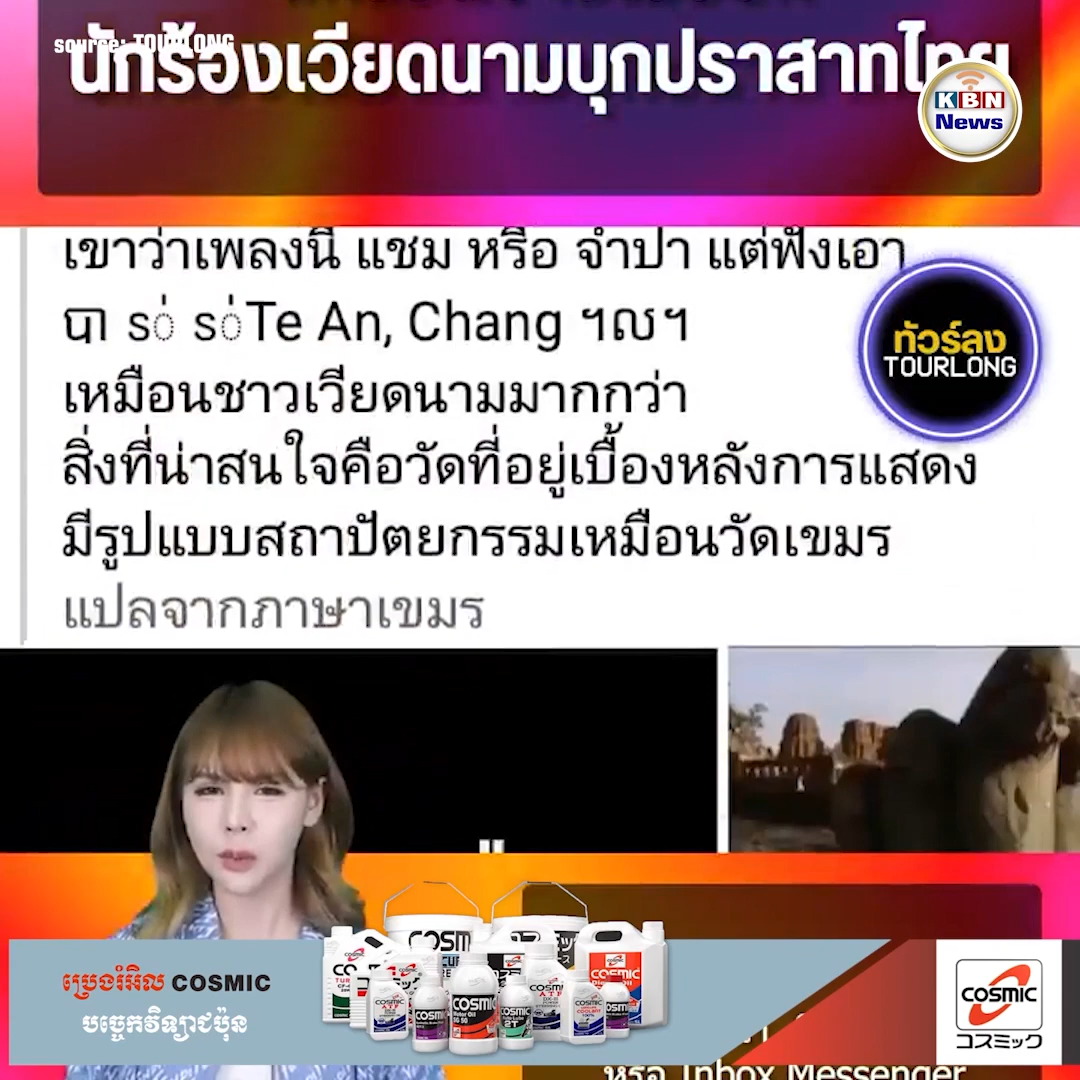 source: TOURLONG
นักร้องเวียดนามบุกปราสาทไทย
KBN
News
เขาว่าเพลงนี้ แชม หรือ จำปา แต่ฟังเอา
Te An, Chang
ทัวร์ลง
TOURLONG
เหมือนชาวเวียดนามมากกว่า
สิ่งที่น่าสนใจคือวัดที่อยู่เบื้องหลังการแสดง
มีรูปแบบสถาปัตยกรรมเหมือนวัดเขมร
แปลจากภาษาเขมร
ប្រេងរំអិល COSMIC
បច្ចេកវិទ្យាជប៉ុន
COSMIC
コスミック
หรือ Inbox Messenger